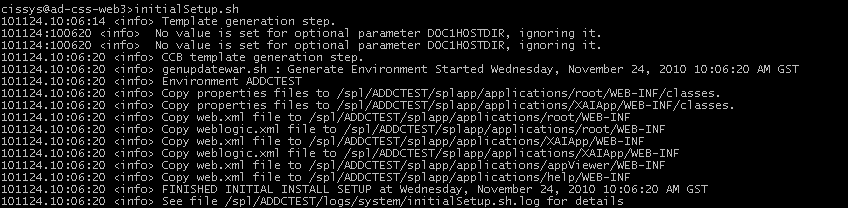 cissys@ad-css-web3>initialSetup.sh
101124.10:06:14 <info> Template generation step.
101124:100620 <info>  No value is set for optional parameter DOC1HOSTDIR, ignoring it.
101124:100620 <info>  No value is set for optional parameter DOC1HOSTDIR, ignoring it.
101124.10:06:20 <info> CCB template generation step.
101124.10:06:20 <info> genupdatewar.sh : Generate Environment Started Wednesday, November 24, 2010 10:06:20 AM GST
101124.10:06:20 <info> Environment ADDCTEST
101124.10:06:20 <info> Copy properties files to /spl/ADDCTEST/splapp/applications/root/WEB-INF/classes.
101124.10:06:20 <info> Copy properties files to /spl/ADDCTEST/splapp/applications/XAIApp/WEB-INF/classes.
101124.10:06:20 <info> Copy web.xml file to /spl/ADDCTEST/splapp/applications/root/WEB-INF
101124.10:06:20 <info> Copy weblogic.xml file to /spl/ADDCTEST/splapp/applications/root/WEB-INF
101124.10:06:20 <info> Copy web.xml file to /spl/ADDCTEST/splapp/applications/XAIApp/WEB-INF
101124.10:06:20 <info> Copy weblogic.xml file to /spl/ADDCTEST/splapp/applications/XAIApp/WEB-INF
101124.10:06:20 <info> Copy web.xml file to /spl/ADDCTEST/splapp/applications/appViewer/WEB-INF
101124.10:06:20 <info> Copy web.xml file to /spl/ADDCTEST/splapp/applications/help/WEB-INF
101124.10:06:20 <info> FINISHED INITIAL INSTALL SETUP at Wednesday, November 24, 2010 10:06:20 AM GST
101124.10:06:20 <info> See file /spl/ADDCTEST/logs/system/initialSetup.sh.log for details